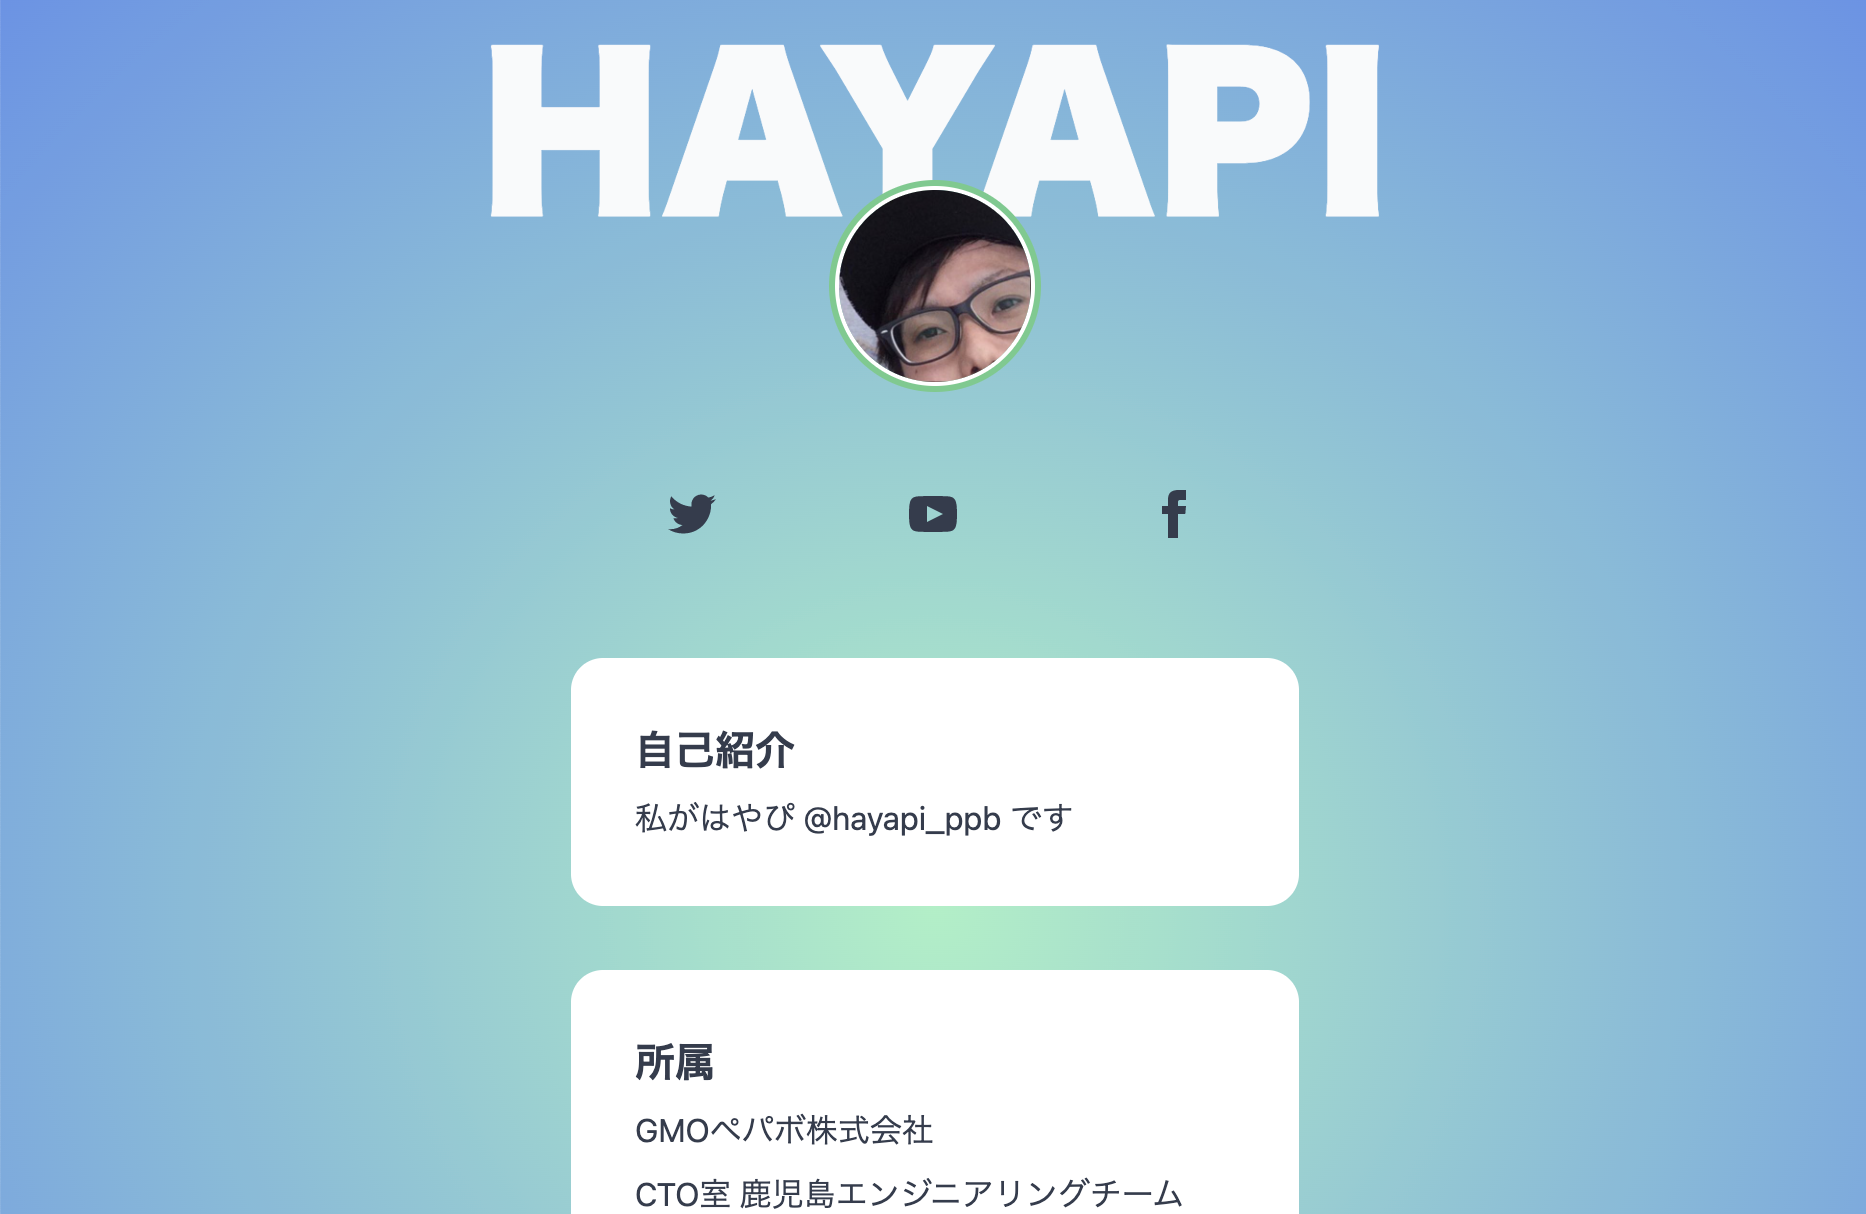 HAYAPI
自己紹介
私がはやぴ @hayapi_ppb です
所属
GMOペパボ株式会社
CTO室 鹿児島エンジニアリングチーム